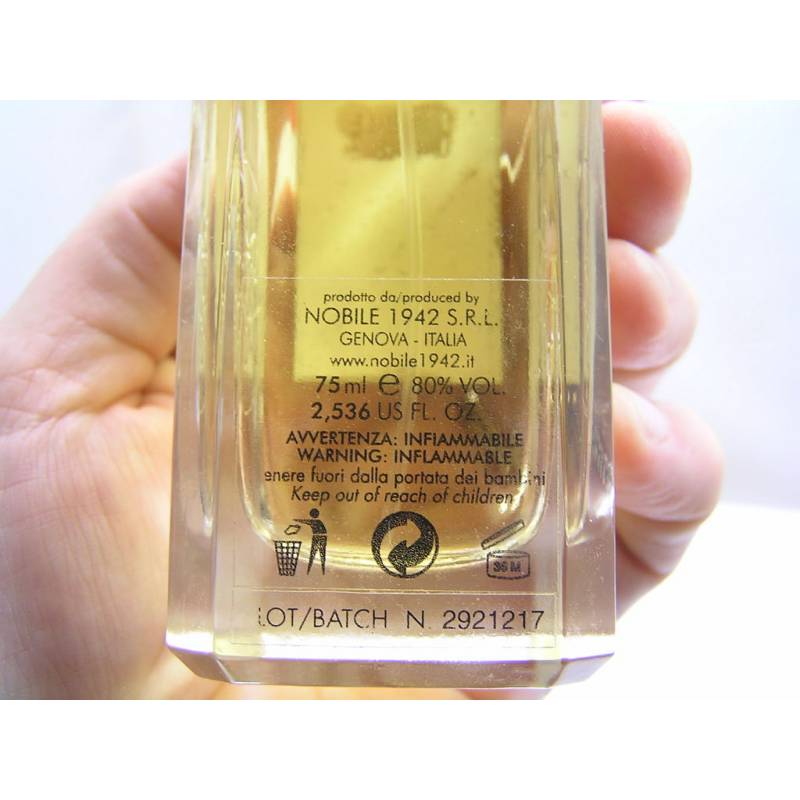 prodotto da/produced by
NOBILE 1942 S.R.L.
GENOVA - ITALIA
www.nobile1942.it
75 ml e 80% VOL.
2,536 US FL. OZ.
AVVERTENZA: INFIAMMABILE
WARNING: INFLAMMABLE
enere fuori dalla portata dei bambini
Keep out of reach of children
36 M
LOT/BATCH N. 2921217